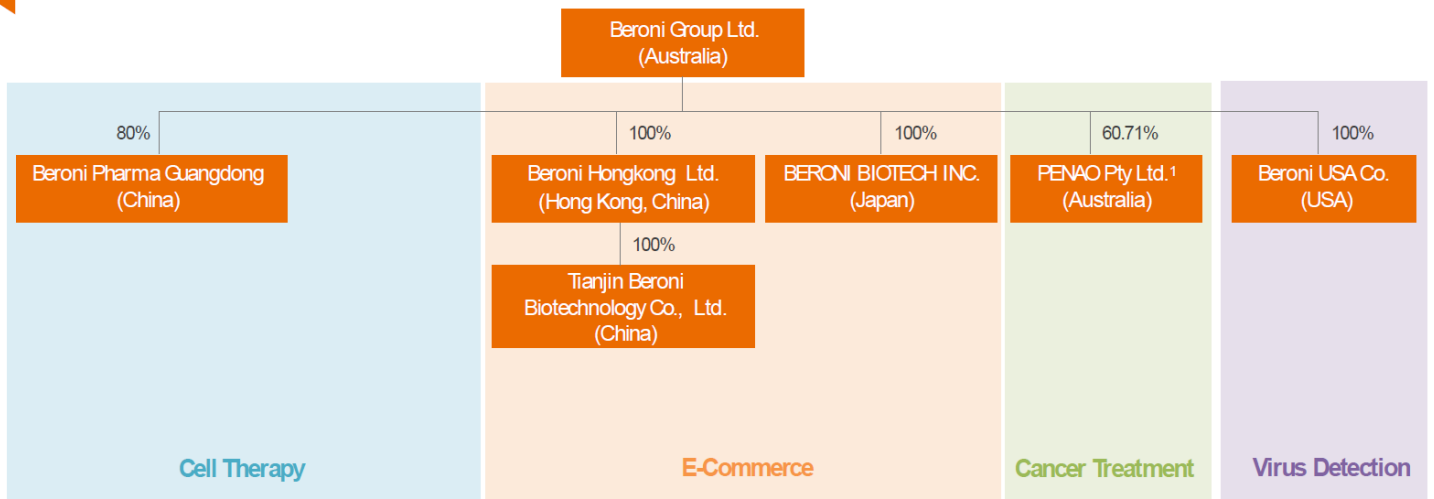 Beroni Group Ltd.
(Australia)
80%
100%
100%
60.71%
100%
Beroni Pharma Guangdong
(China)
Beroni Hongkong Ltd.
(Hong Kong, China)
BERONI BIOTECH INC.
(Japan)
PENAO Pty Ltd.¹
(Australia)
Beroni USA Co.
(USA)
100%
Tianjin Beroni
Biotechnology Co., Ltd.
(China)
Cell Therapy
E-Commerce
Cancer Treatment
Virus Detection